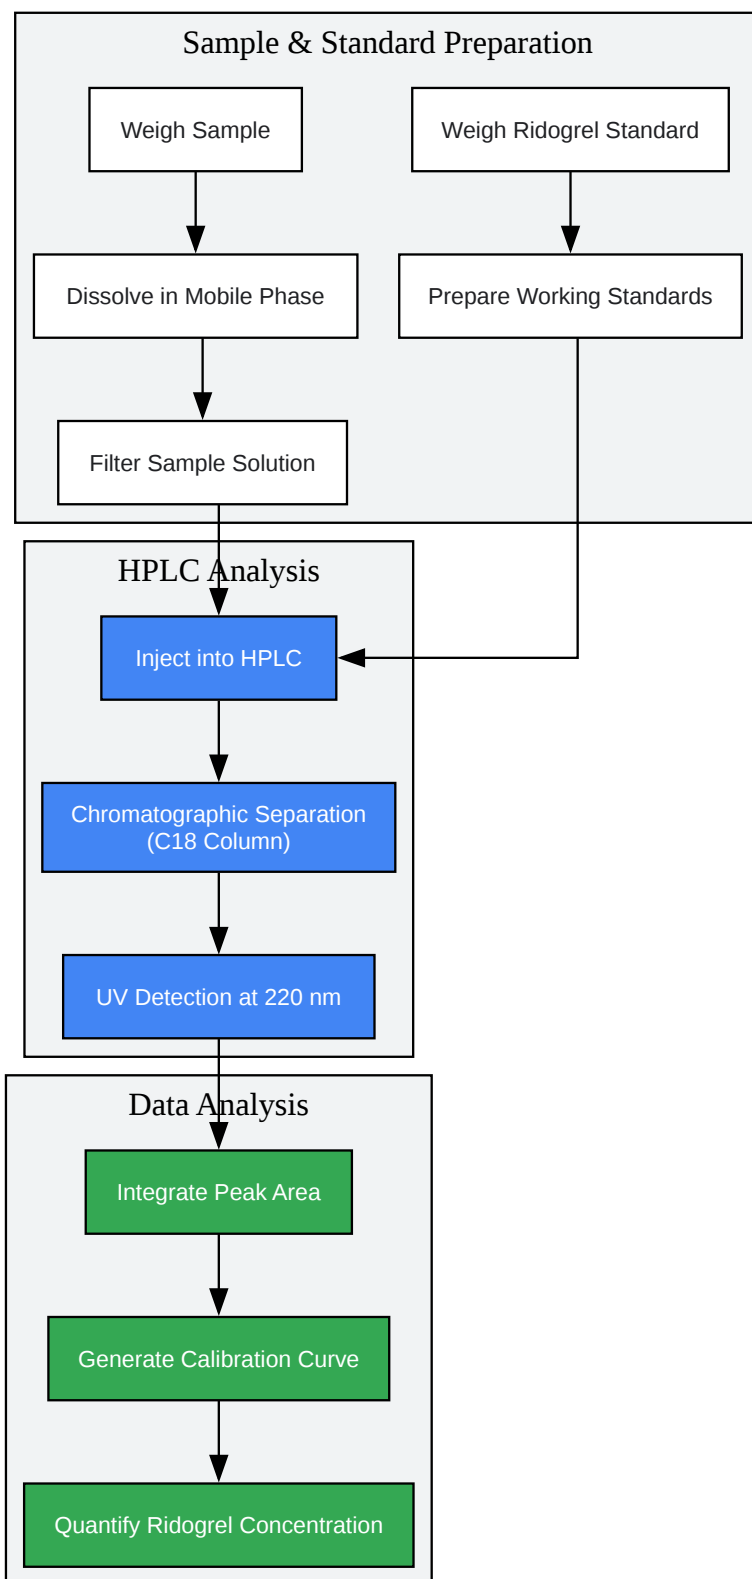 Sample & Standard Preparation
Weigh Sample
Weigh Ridogrel Standard
Dissolve in Mobile Phase
Prepare Working Standards
Filter Sample Solution
HPLC Analysis
Inject into HPLC
Chromatographic Separation
(C18 Column)
UV Detection at 220 nm
Data Analysis
Integrate Peak Area
Generate Calibration Curve
Quantify Ridogrel Concentration